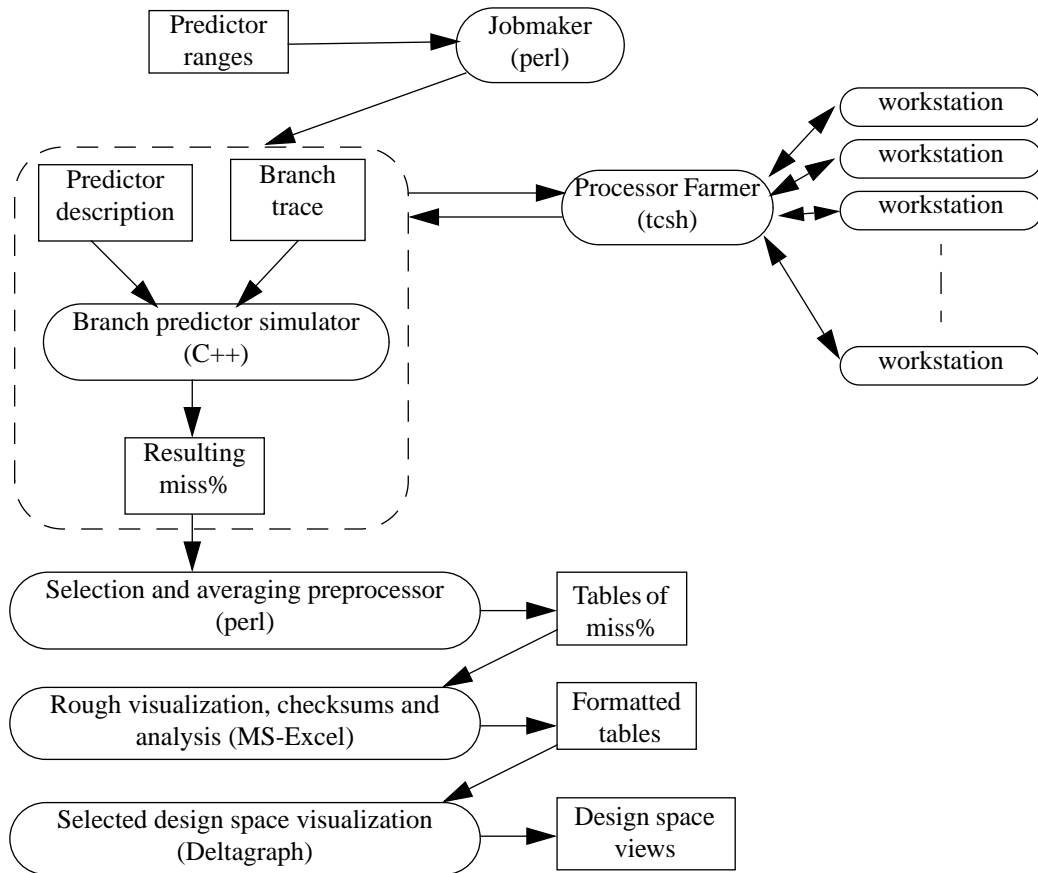 Predictor
ranges
Jobmaker
(perl)
workstation
workstation
workstation
workstation
Predictor
description
Branch
trace
Processor Farmer
(tcsh)
Branch predictor simulator
(C++)
Resulting
miss%
Selection and averaging preprocessor
(perl)
Tables of
miss%
Rough visualization, checksums and
analysis (MS-Excel)
Formatted
tables
Selected design space visualization
(Deltagraph)
Design space
views